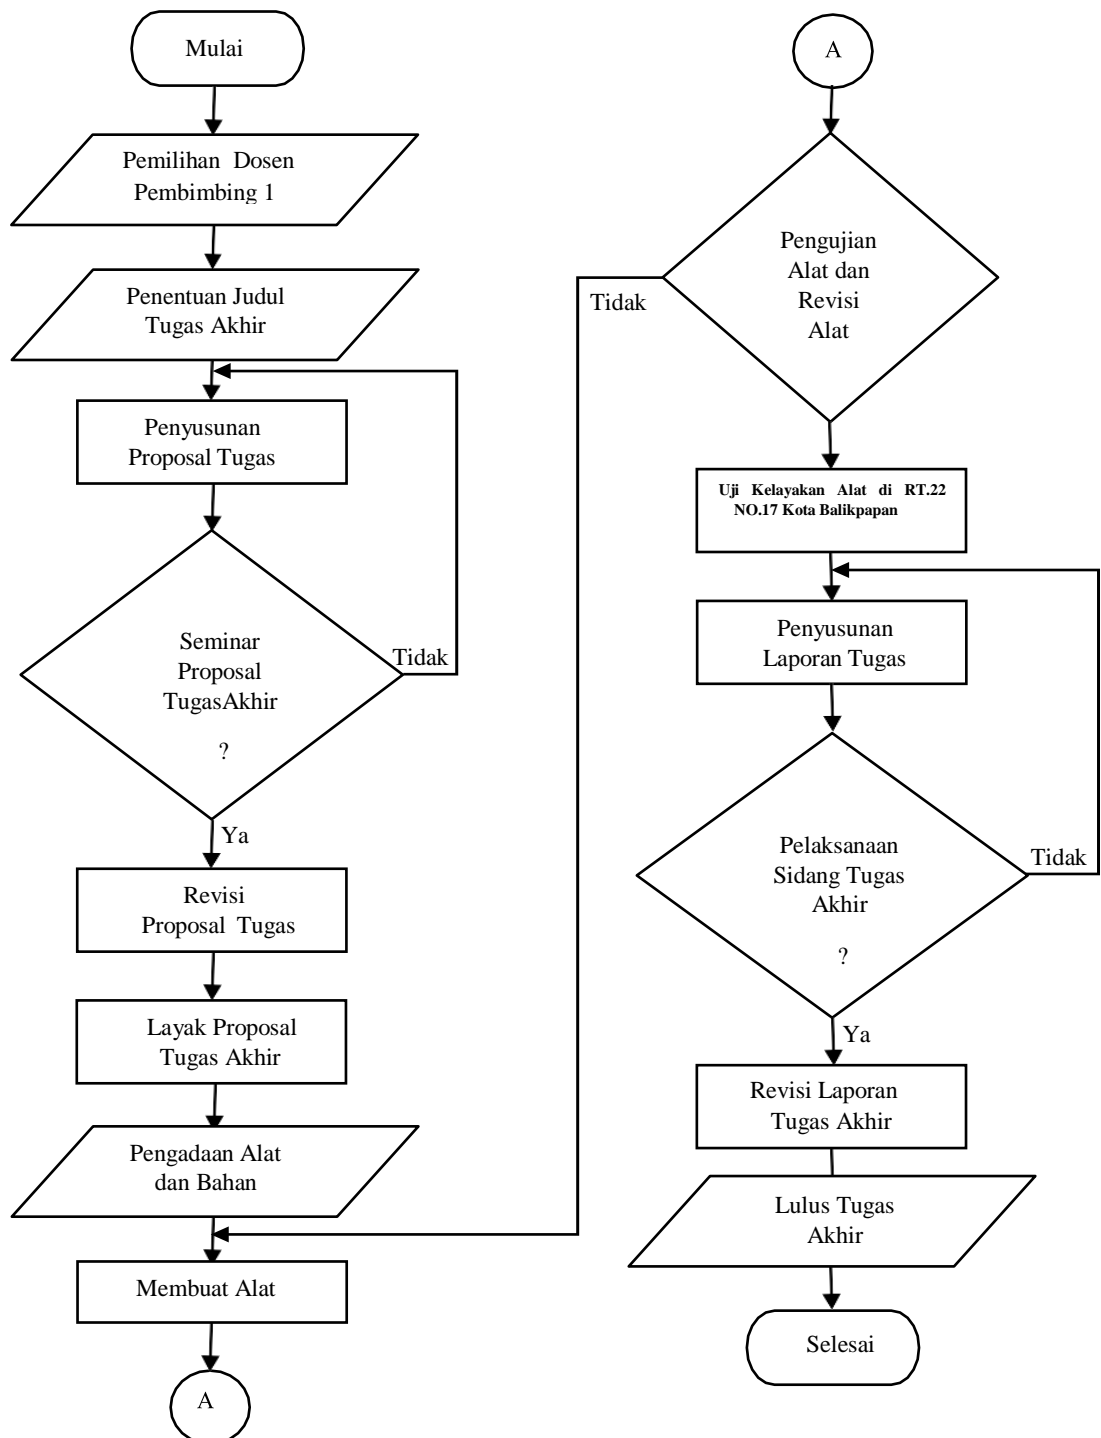 Mulai
Pemilihan Dosen
Pembimbing 1
Penentuan Judul
Tugas Akhir
Penyusunan
Proposal Tugas
Seminar
Proposal
TugasAkhir
?
Tidak
Ya
Revisi
Proposal Tugas
Layak Proposal
Tugas Akhir
Pengadaan Alat
dan Bahan
Membuat Alat
A
A
Pengujian
Alat dan
Revisi
Alat
Tidak
Uji Kelayakan Alat di RT.22
NO.17 Kota Balikpapan
Penyusunan
Laporan Tugas
Pelaksanaan
Sidang Tugas
Akhir
?
Tidak
Ya
Revisi Laporan
Tugas Akhir
Lulus Tugas
Akhir
Selesai